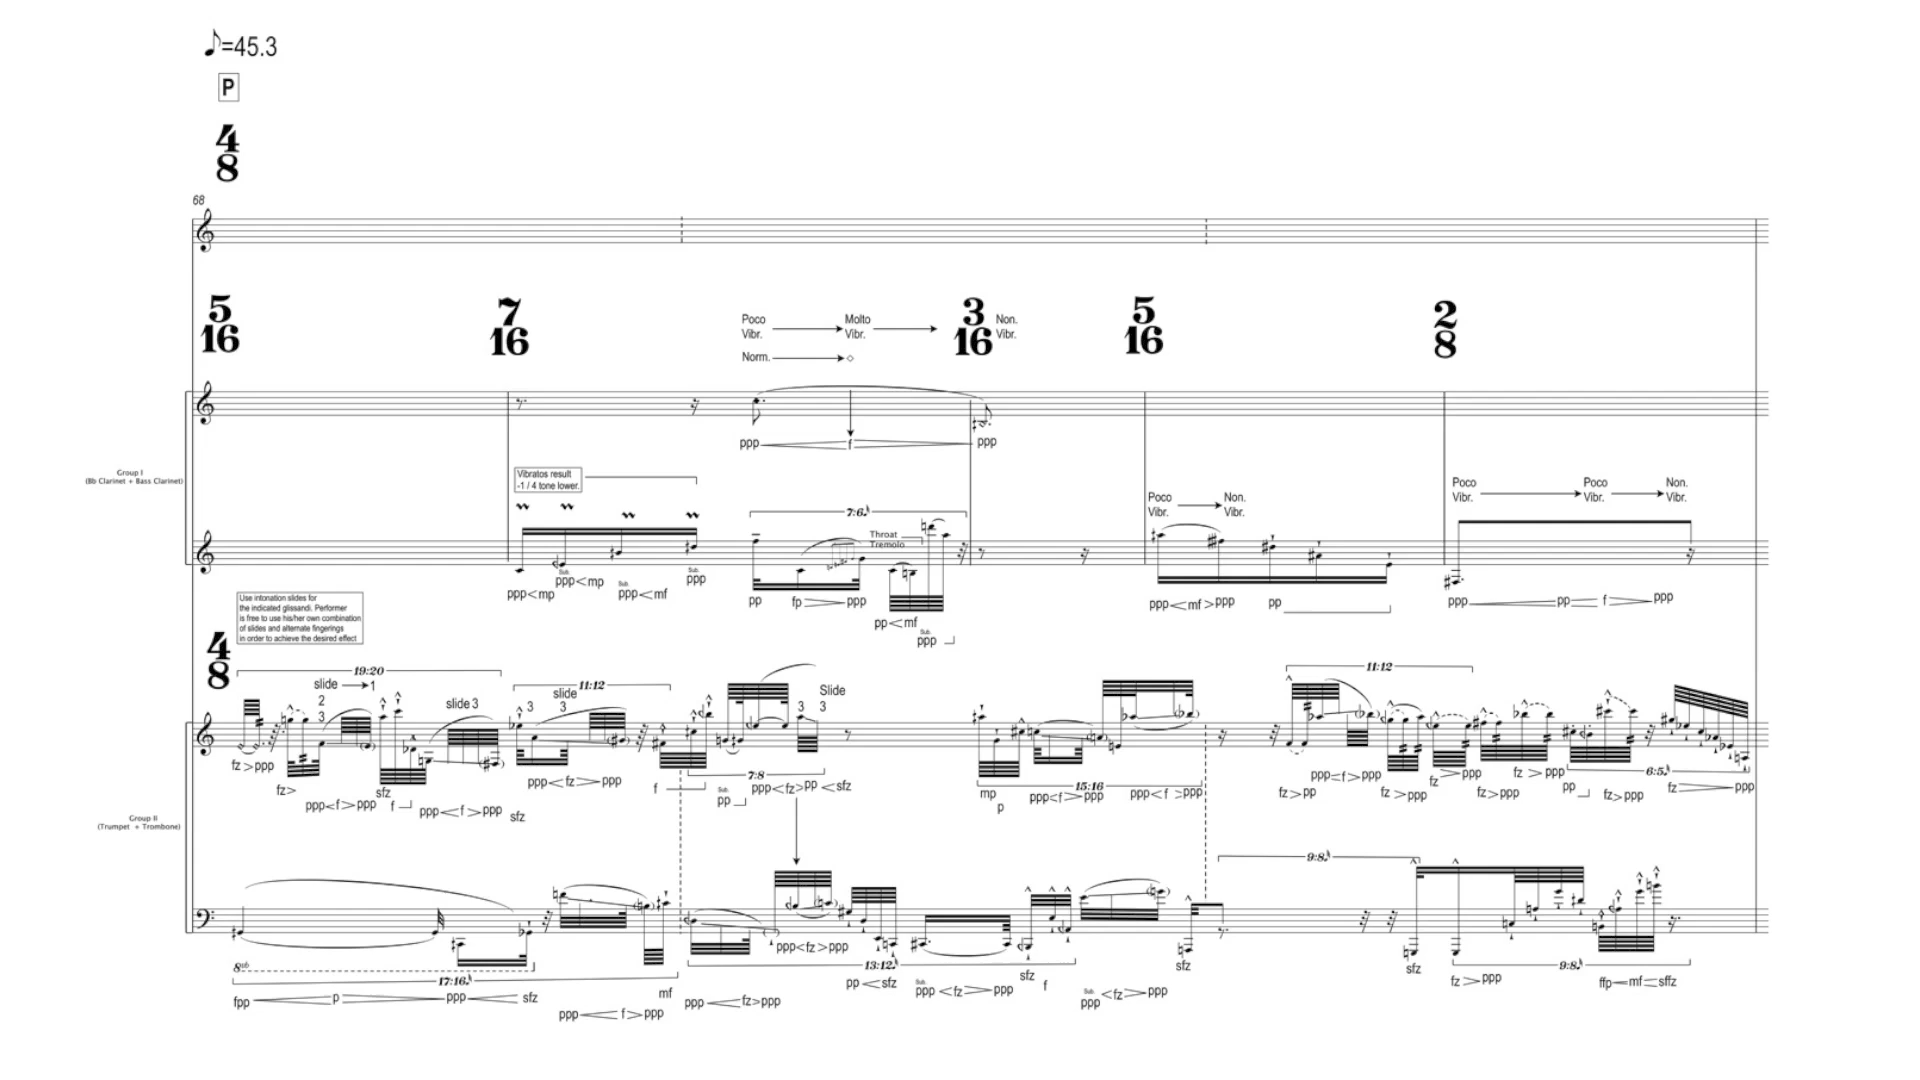 ♪=45.3
P
4
8
68
5
16
7
16
Poco
Vibr.
Molto
Vibr.
3
16
Non.
Vibr.
5
16
2
8
Norm.
ppp f ppp
Group I
(Bb Clarinet + Bass Clarinet)
Vibratos result
-1 / 4 tone lower.
Poco
Vibr.
Non.
Vibr.
Poco
Vibr.
Poco
Vibr.
Non.
Vibr.
7:6
Throat
Tremolo
ppp<mp
Sub.
ppp<mp
Sub.
ppp<mf
Sub.
ppp
pp fp ppp
pp<mf
Sub.
ppp
ppp<mf>ppp pp
ppp pp f ppp
Use intonation slides for
the indicated glissandi. Performer
is free to use his/her own combination
of slides and alternate fingerings
in order to achieve the desired effect
4
8
19:20
slide 1
2
3
slide 3
11:12
slide
3 3
Slide
3 3
11:12
fz>ppp
fz>
ppp<f>ppp
sfz
f
ppp<f>ppp
sfz
ppp<fz>ppp
f
7:8
Sub.
pp
ppp<fz>pp<sfz
mp
p
15:16
ppp<f>ppp
ppp<f>ppp
fz>pp
ppp<f>ppp
fz>ppp
fz>ppp
fz>ppp
fz>ppp
pp
6:5
fz>ppp
fz ppp
Group II
(Trumpet + Trombone)
9:8
8vb
17:16
fpp p ppp sfz
ppp f>ppp
mf
ppp fz>ppp
ppp<fz>ppp
13:12
pp<sfz
Sub.
ppp<fz>ppp
sfz
f
Sub.
ppp
<fz>ppp
sfz
sfz
9:8
fz>ppp
ffp mf sffz